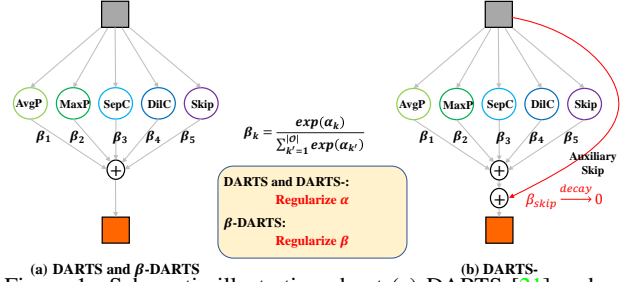 AvgP MaxP SepC DilC Skip
β1 β2 β3 β4 β5
+
(a) DARTS and β-DARTS
βk = exp(αk) / ∑|O|k′=1 exp(αk′)
DARTS and DARTS-:
Regularize α
β-DARTS:
Regularize β
AvgP MaxP SepC DilC Skip
β1 β2 β3 β4 β5
Auxiliary
Skip
+
+
βskip decay → 0
(b) DARTS-